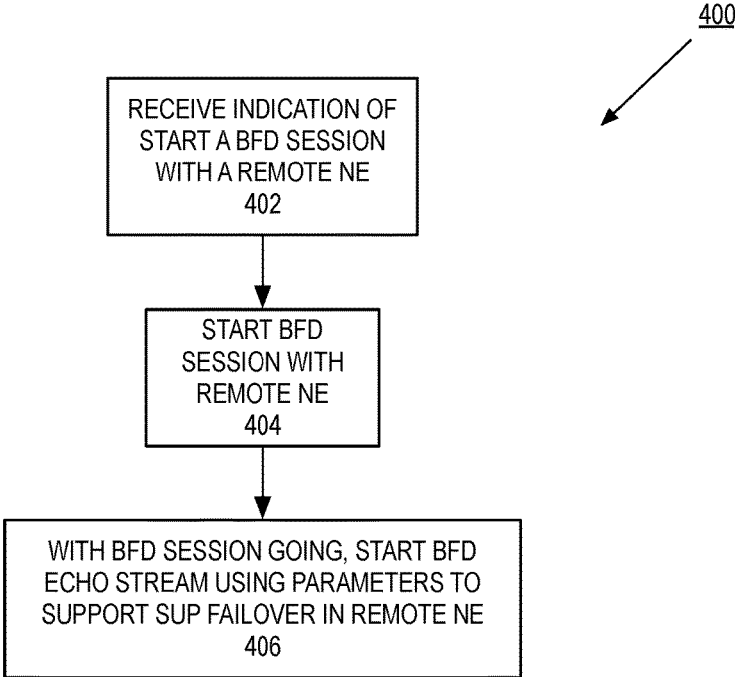 400
RECEIVE INDICATION OF
START A BFD SESSION
WITH A REMOTE NE
402
START BFD
SESSION WITH
REMOTE NE
404
WITH BFD SESSION GOING, START BFD
ECHO STREAM USING PARAMETERS TO
SUPPORT SUP FAILOVER IN REMOTE NE
406